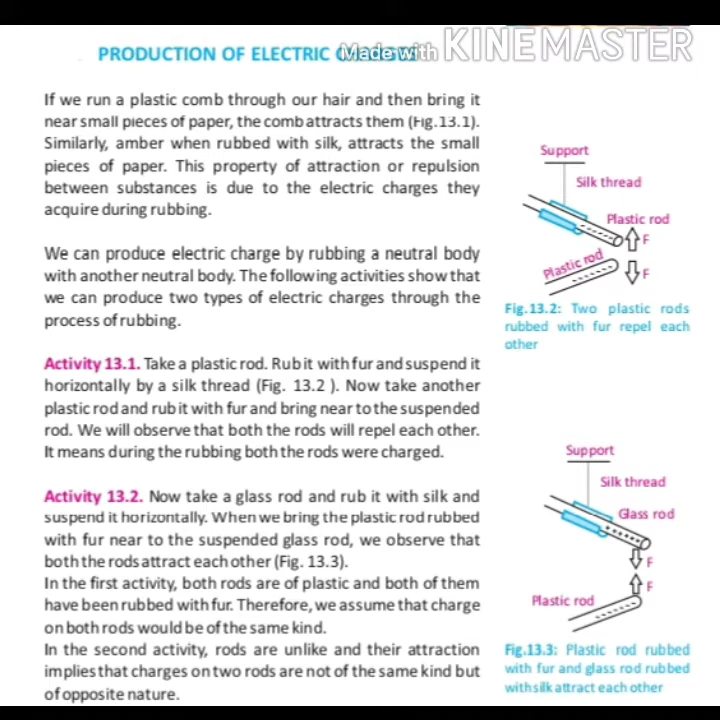 Made with KINEMASTER
PRODUCTION OF ELECTRIC
If we run a plastic comb through our hair and then bring it
near small pieces of paper, the comb attracts them (Fig.13.1).
Similarly, amber when rubbed with silk, attracts the small
pieces of paper. This property of attraction or repulsion
between substances is due to the electric charges they
acquire during rubbing.
We can produce electric charge by rubbing a neutral body
with another neutral body. The following activities show that
we can produce two types of electric charges through the
process of rubbing.
Activity 13.1. Take a plastic rod. Rub it with fur and suspend it
horizontally by a silk thread (Fig. 13.2 ). Now take another
plastic rod and rub it with fur and bring near to the suspended
rod. We will observe that both the rods will repel each other.
It means during the rubbing both the rods were charged.
Activity 13.2. Now take a glass rod and rub it with silk and
suspend it horizontally. When we bring the plastic rod rubbed
with fur near to the suspended glass rod, we observe that
both the rods attract each other (Fig. 13.3).
In the first activity, both rods are of plastic and both of them
have been rubbed with fur. Therefore, we assume that charge
on both rods would be of the same kind.
In the second activity, rods are unlike and their attraction
implies that charges on two rods are not of the same kind but
of opposite nature.
Support
Silk thread
Plastic rod
F
Plastic rod
F
Fig.13.2: Two plastic rods
rubbed with fur repel each
other
Support
Silk thread
Glass rod
F
F
Plastic rod
Fig.13.3: Plastic rod rubbed
with fur and glass rod rubbed
with silk attract each other